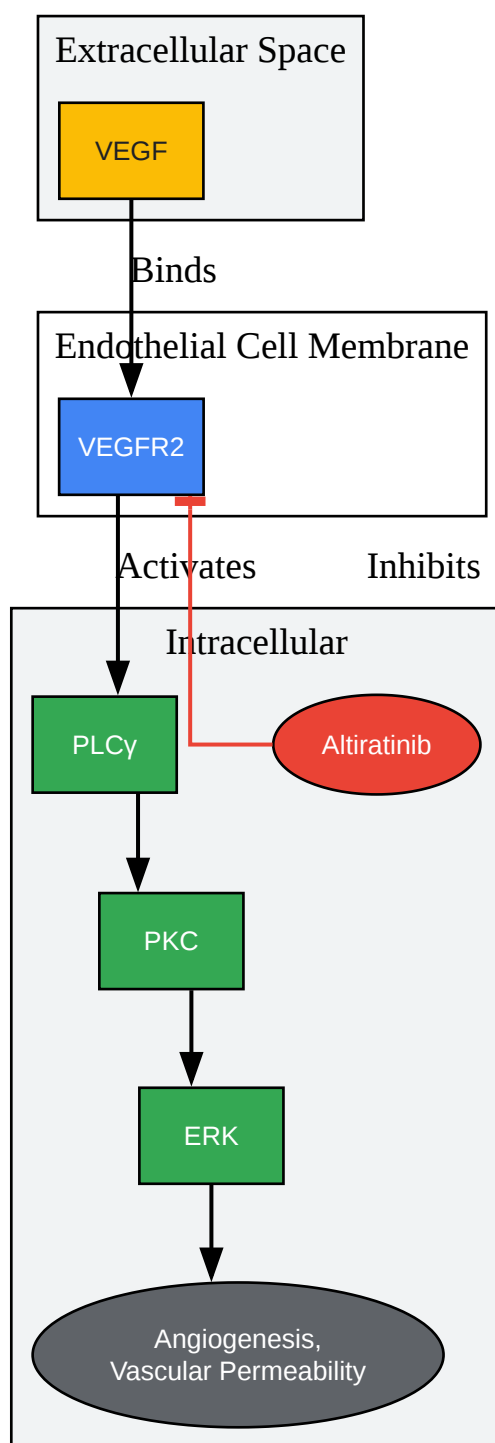 Extracellular Space
VEGF
Binds
Endothelial Cell Membrane
VEGFR2
Activates
Inhibits
Intracellular
PLCγ
Altiratinib
PKC
ERK
Angiogenesis,
Vascular Permeability